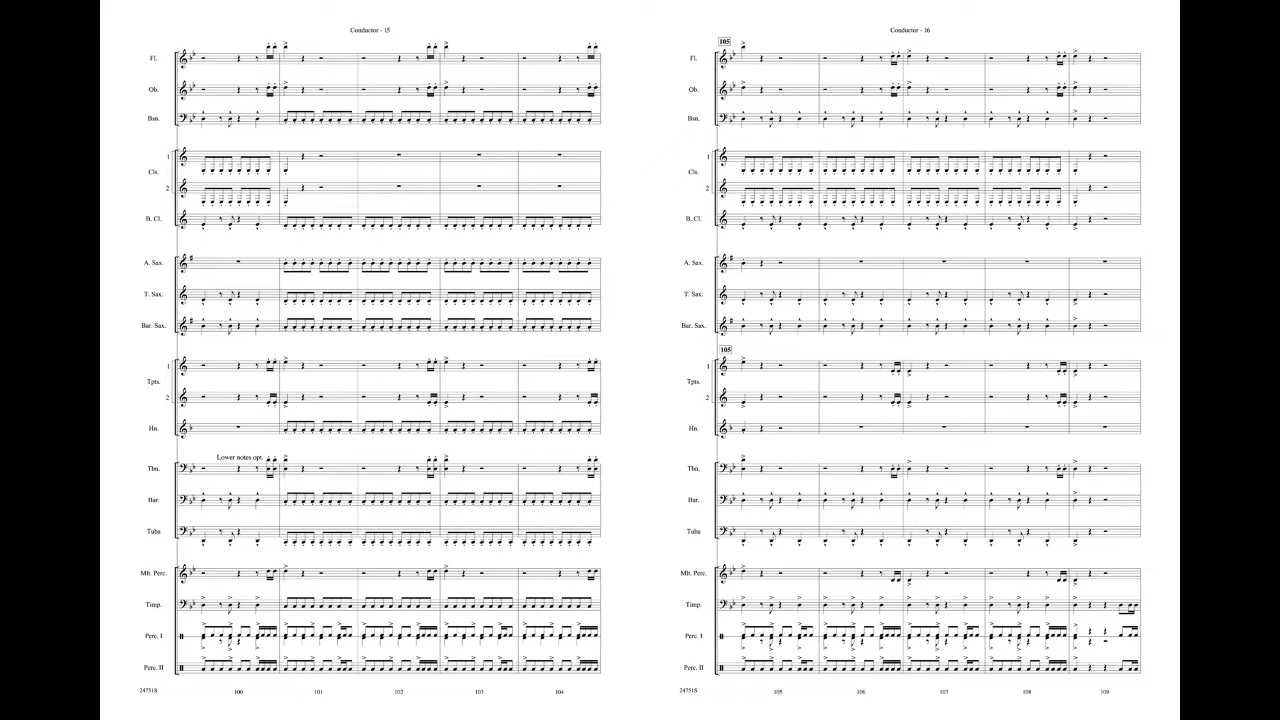 Conductor - 15
Fl.
Ob.
Bsn.
1
Cls.
2
B. Cl.
A. Sax.
T. Sax.
Bar. Sax.
1
Tpts.
2
Hn.
Lower notes opt.
Tbn.
Bar.
Tuba
Mlt. Perc.
Timp.
Perc. I
Perc. II
24751S
100 101 102 103 104
Conductor - 16
105
Fl.
Ob.
Bsn.
1
Cls.
2
B. Cl.
A. Sax.
T. Sax.
Bar. Sax.
105
1
Tpts.
2
Hn.
Tbn.
Bar.
Tuba
Mlt. Perc.
Timp.
Perc. I
Perc. II
24751S
105 106 107 108 109